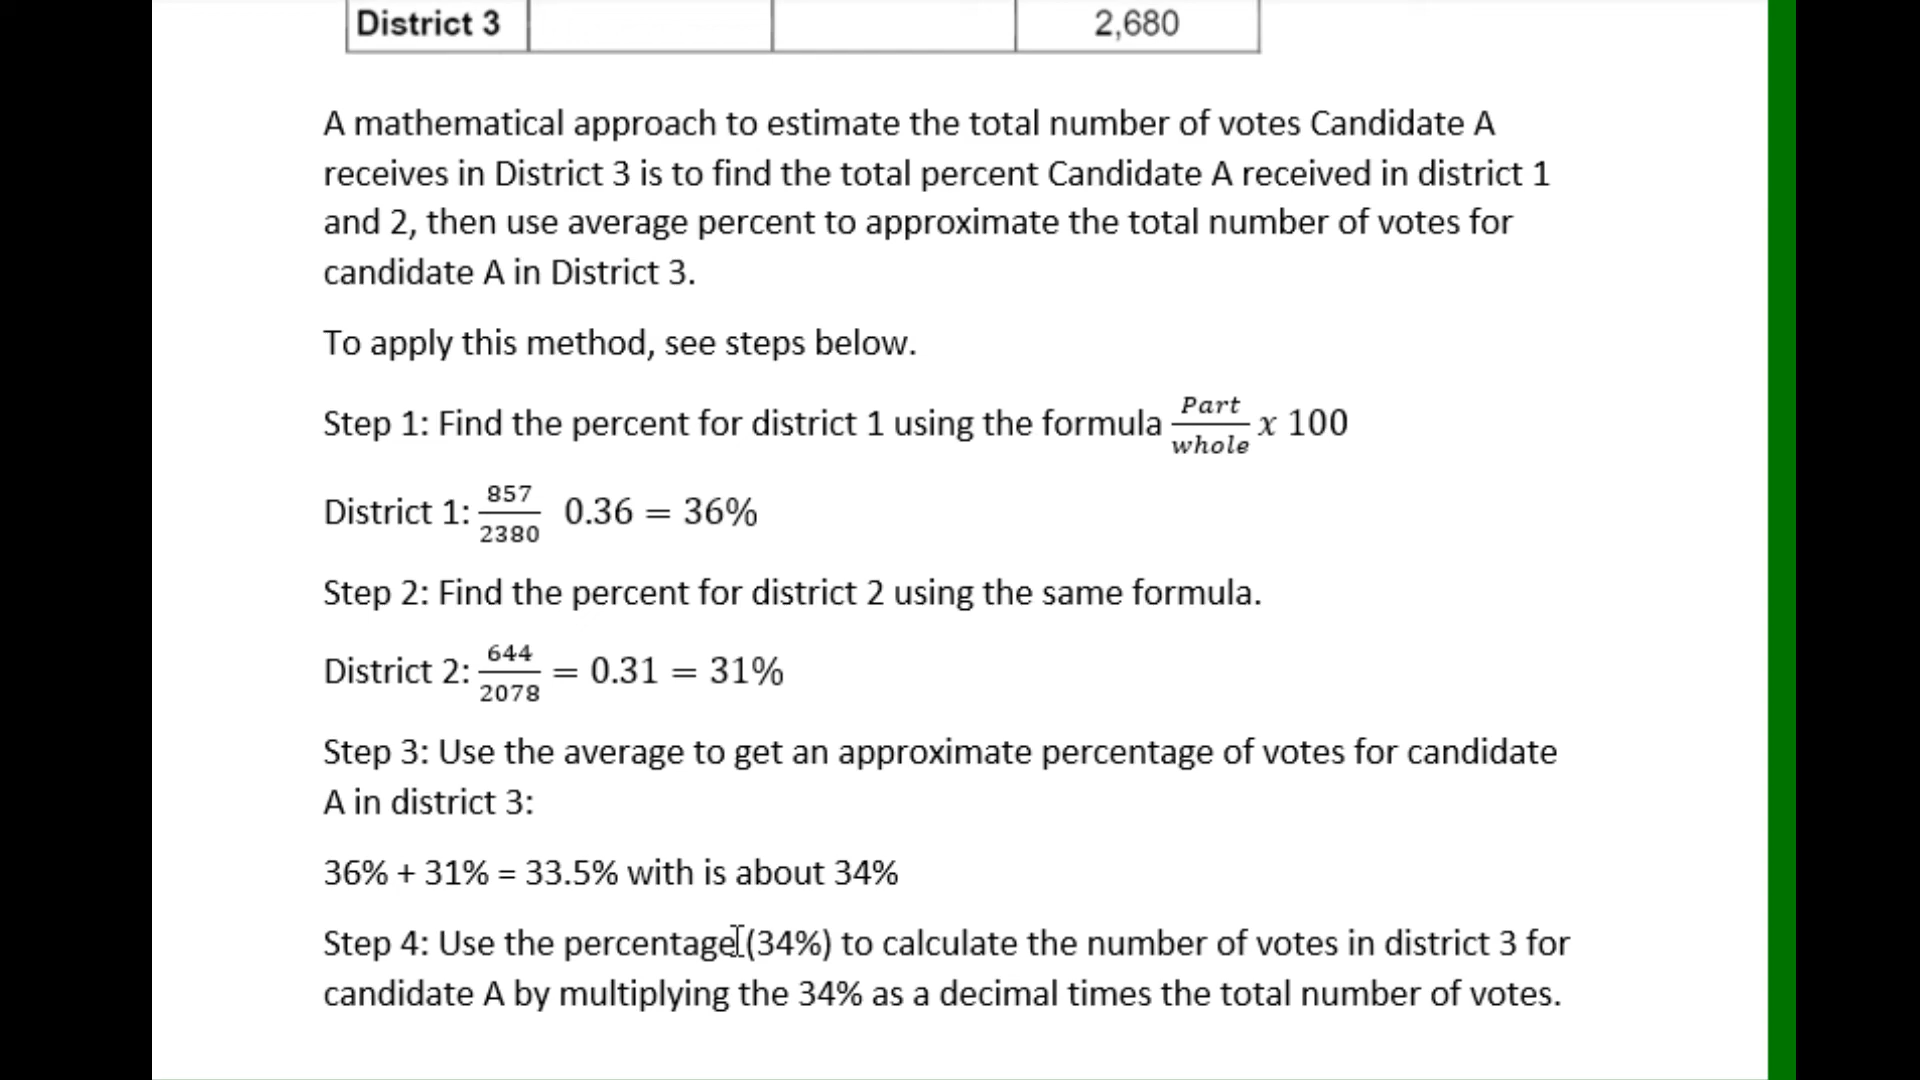 District 3 2,680
A mathematical approach to estimate the total number of votes Candidate A
receives in District 3 is to find the total percent Candidate A received in district 1
and 2, then use average percent to approximate the total number of votes for
candidate A in District 3.
To apply this method, see steps below.
Step 1: Find the percent for district 1 using the formula Part/whole x 100
District 1: 857/2380 0.36 = 36%
Step 2: Find the percent for district 2 using the same formula.
District 2: 644/2078 = 0.31 = 31%
Step 3: Use the average to get an approximate percentage of votes for candidate
A in district 3:
36% + 31% = 33.5% with is about 34%
Step 4: Use the percentage (34%) to calculate the number of votes in district 3 for
candidate A by multiplying the 34% as a decimal times the total number of votes.